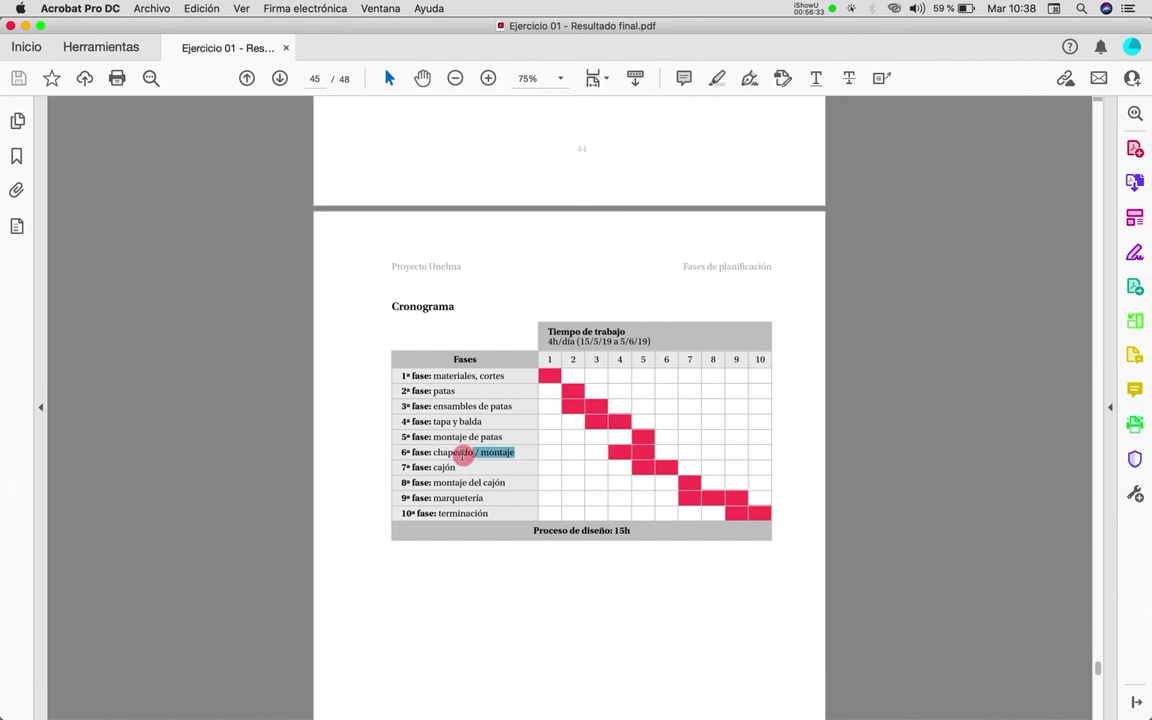 Acrobat Pro DC Archivo Edición Ver Firma electrónica Ventana Ayuda iShowU 00:56:33 59 % Mar 10:38
Ejercicio 01 - Resultado final.pdf
Inicio Herramientas Ejercicio 01 - Res... ×
45 / 48 75%
44
Proyecto Unelma Fases de planificación
Cronograma
Tiempo de trabajo
4h/día (15/5/19 a 5/6/19)
Fases 1 2 3 4 5 6 7 8 9 10
1ª fase: materiales, cortes
2ª fase: patas
3ª fase: ensambles de patas
4ª fase: tapa y balda
5ª fase: montaje de patas
6ª fase: chapeado / montaje
7ª fase: cajón
8ª fase: montaje del cajón
9ª fase: marquetería
10ª fase: terminación
Proceso de diseño: 15h